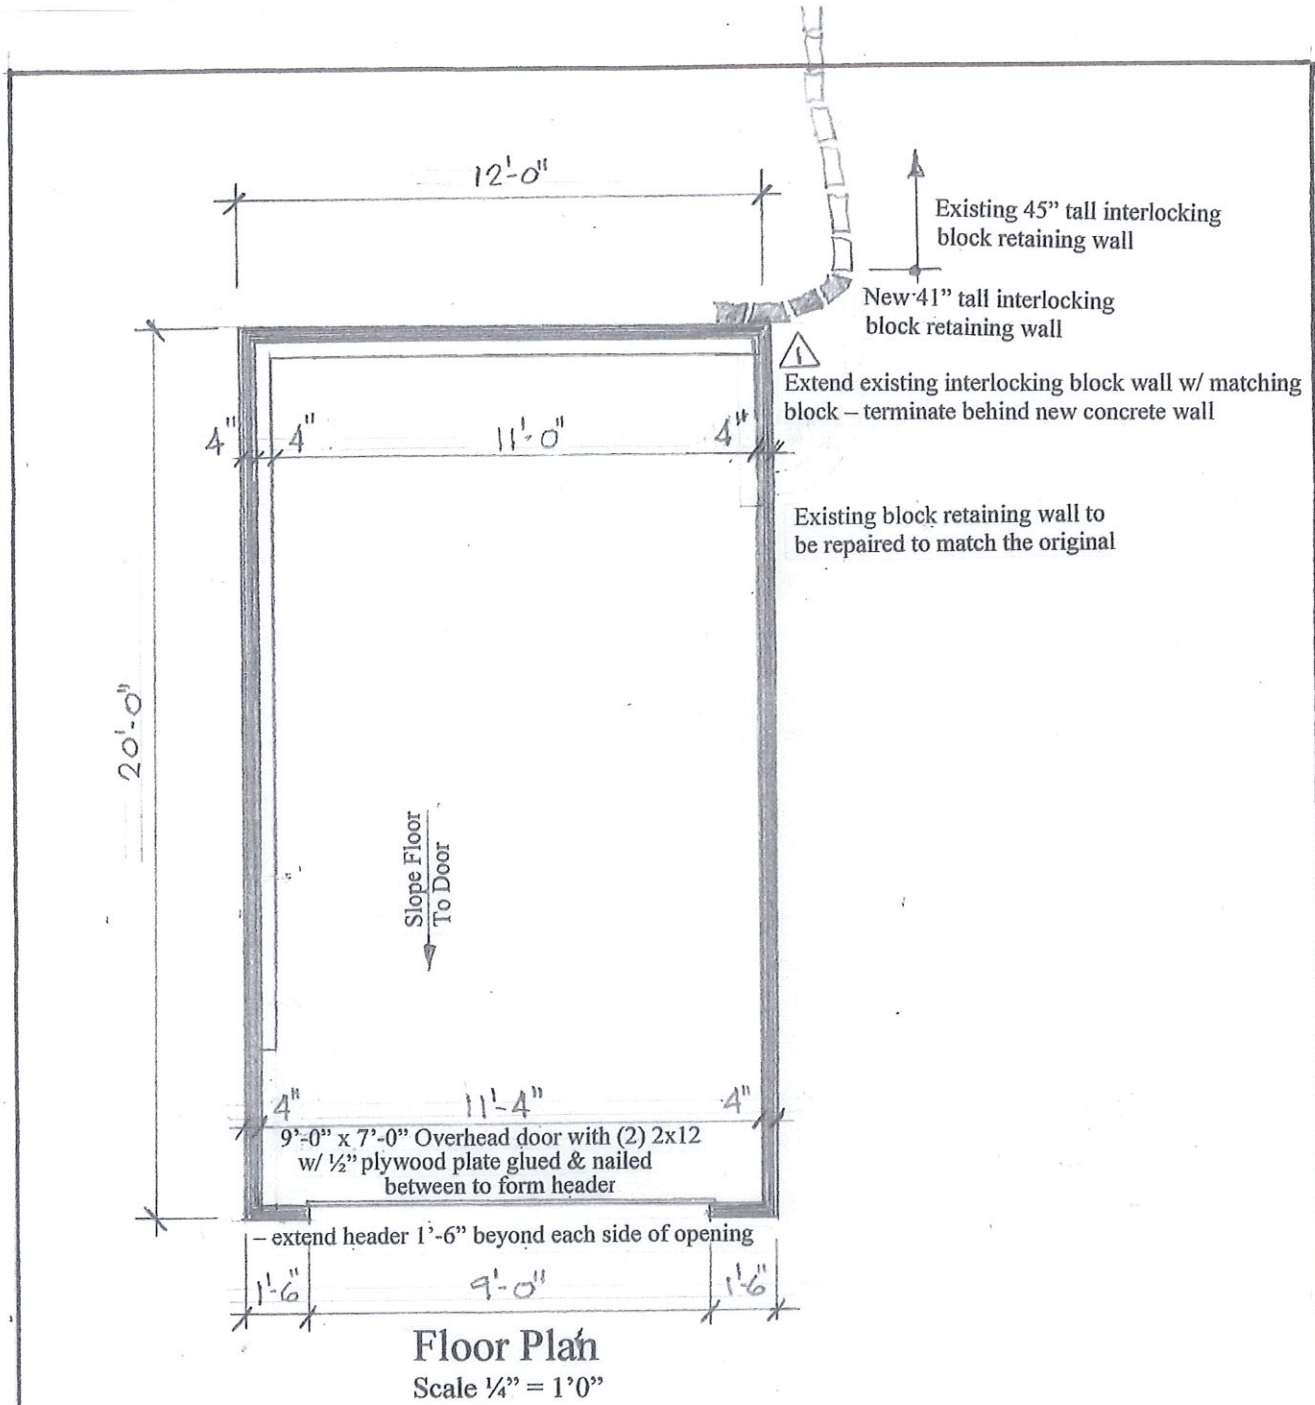 12'-0"
Existing 45” tall interlocking
block retaining wall
New 41” tall interlocking
block retaining wall
1
Extend existing interlocking block wall w/ matching
block – terminate behind new concrete wall
4" 4" 11'-0" 4"
Existing block retaining wall to
be repaired to match the original
20'-0"
Slope Floor
To Door
4" 11'-4" 4"
9’-0” x 7’-0” Overhead door with (2) 2x12
w/ ½” plywood plate glued & nailed
between to form header
– extend header 1’-6” beyond each side of opening
1'-6" 9'-0" 1'-6"
Floor Plan
Scale ¼” = 1’0”